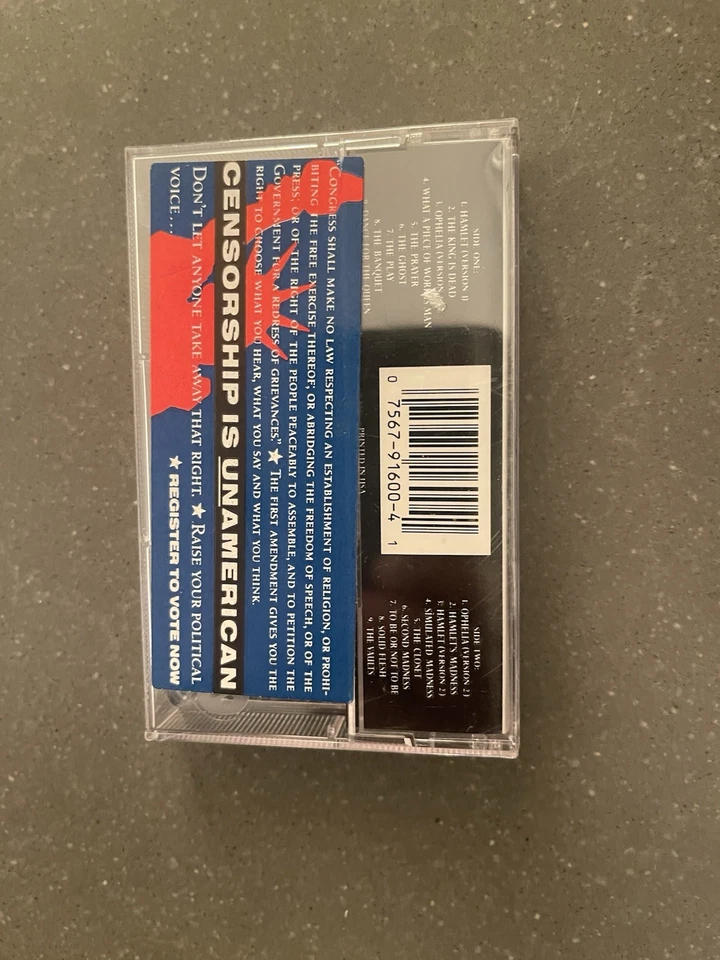 SIDE ONE:
1. HAMLET (VERSION 1)
2. THE KING IS DEAD
3. OPHELIA (VERSION
4. WHAT A PIECE OF WORK IS MAN
5. THE PRAYER
6. THE GHOST
7. THE PLAY
8. THE BANQUET
9. DANCE FOR THE QUEEN
0 7567-91600-4 1
PRINTED IN USA
SIDE TWO:
1. OPHELIA (VERSION 2)
2. HAMLET'S MADNESS
3. HAMLET (VERSION 2)
4. SIMULATED MADNESS
5. THE CLOSET
6. SECOND MADNESS
7. TO BE OR NOT TO BE
8. SOLID FLESH
9. THE VAULTS
"CONGRESS SHALL MAKE NO LAW RESPECTING AN ESTABLISHMENT OF RELIGION, OR PROHI-
BITING THE FREE EXERCISE THEREOF; OR ABRIDGING THE FREEDOM OF SPEECH, OR OF THE
PRESS; OR OF THE RIGHT OF THE PEOPLE PEACEABLY TO ASSEMBLE, AND TO PETITION THE
GOVERNMENT FOR A REDRESS OF GRIEVANCES." ★ THE FIRST AMENDMENT GIVES YOU THE
RIGHT TO CHOOSE WHAT YOU HEAR, WHAT YOU SAY AND WHAT YOU THINK.
CENSORSHIP IS UNAMERICAN
DON'T LET ANYONE TAKE AWAY THAT RIGHT. ★ RAISE YOUR POLITICAL
VOICE... ★ REGISTER TO VOTE NOW